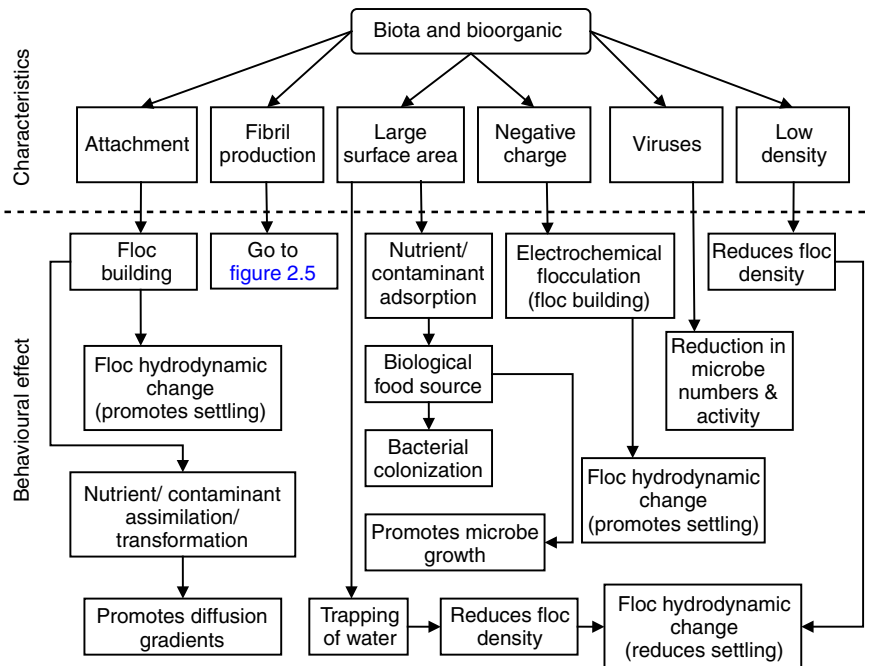 Biota and bioorganic
Characteristics
Attachment
Fibril
production
Large
surface area
Negative
charge
Viruses
Low
density
Behavioural effect
Floc
building
Go to
figure 2.5
Nutrient/
contaminant
adsorption
Electrochemical
flocculation
(floc building)
Reduces floc
density
Floc hydrodynamic
change
(promotes settling)
Biological
food source
Reduction in
microbe
numbers &
activity
Bacterial
colonization
Nutrient/ contaminant
assimilation/
transformation
Floc hydrodynamic
change
(promotes settling)
Promotes microbe
growth
Promotes diffusion
gradients
Trapping
of water
Reduces floc
density
Floc hydrodynamic
change
(reduces settling)